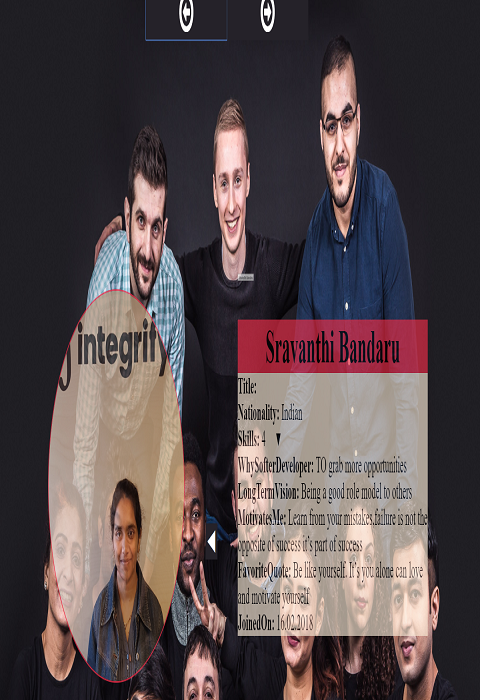 integrify
Sravanthi Bandaru
Title:
Nationality: Indian
Skills: 4
WhySofterDeveloper: TO grab more opportunities
LongTermVision: Being a good role model to others
MotivatesMe: Learn from your mistakes.failure is not the
opposite of success it's part of success
FavoriteQuote: Be like yourself. It's you alone can love
and motivate yourself
JoinedOn: 16.02.2018